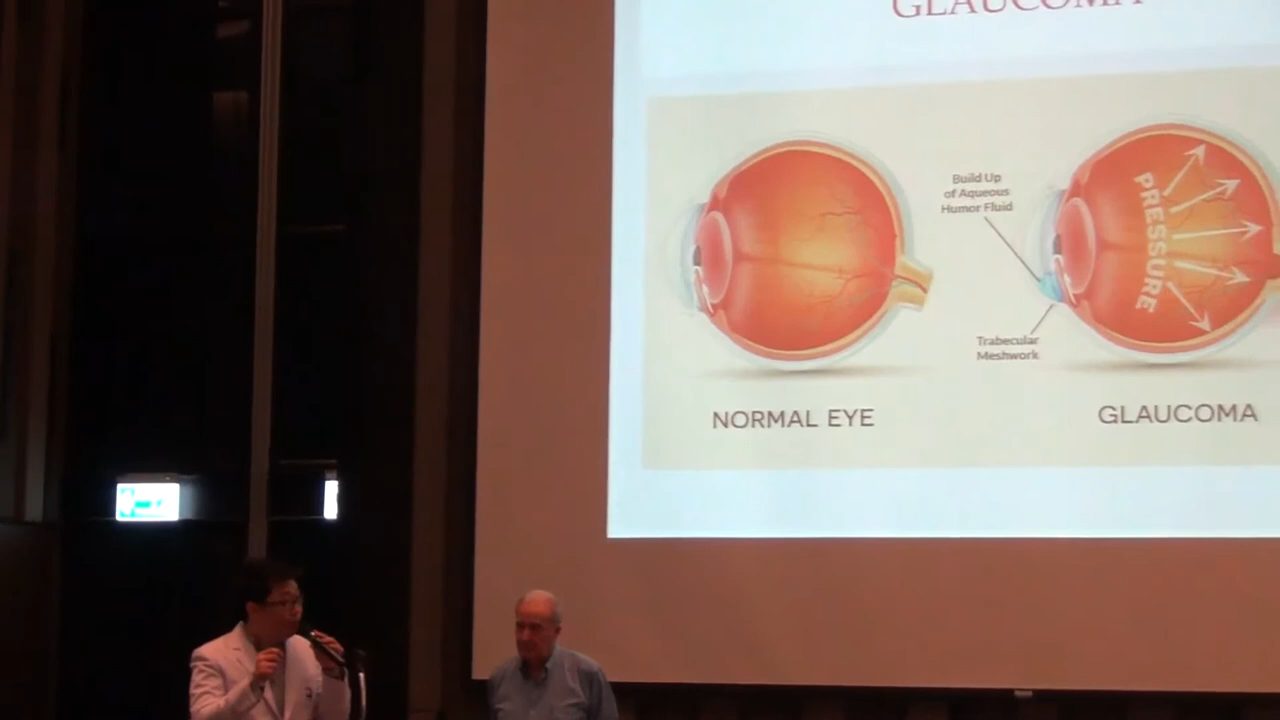 GLAUCOMA
Build Up
of Aqueous
Humor Fluid
PRESSURE
Trabecular
Meshwork
NORMAL EYE
GLAUCOMA